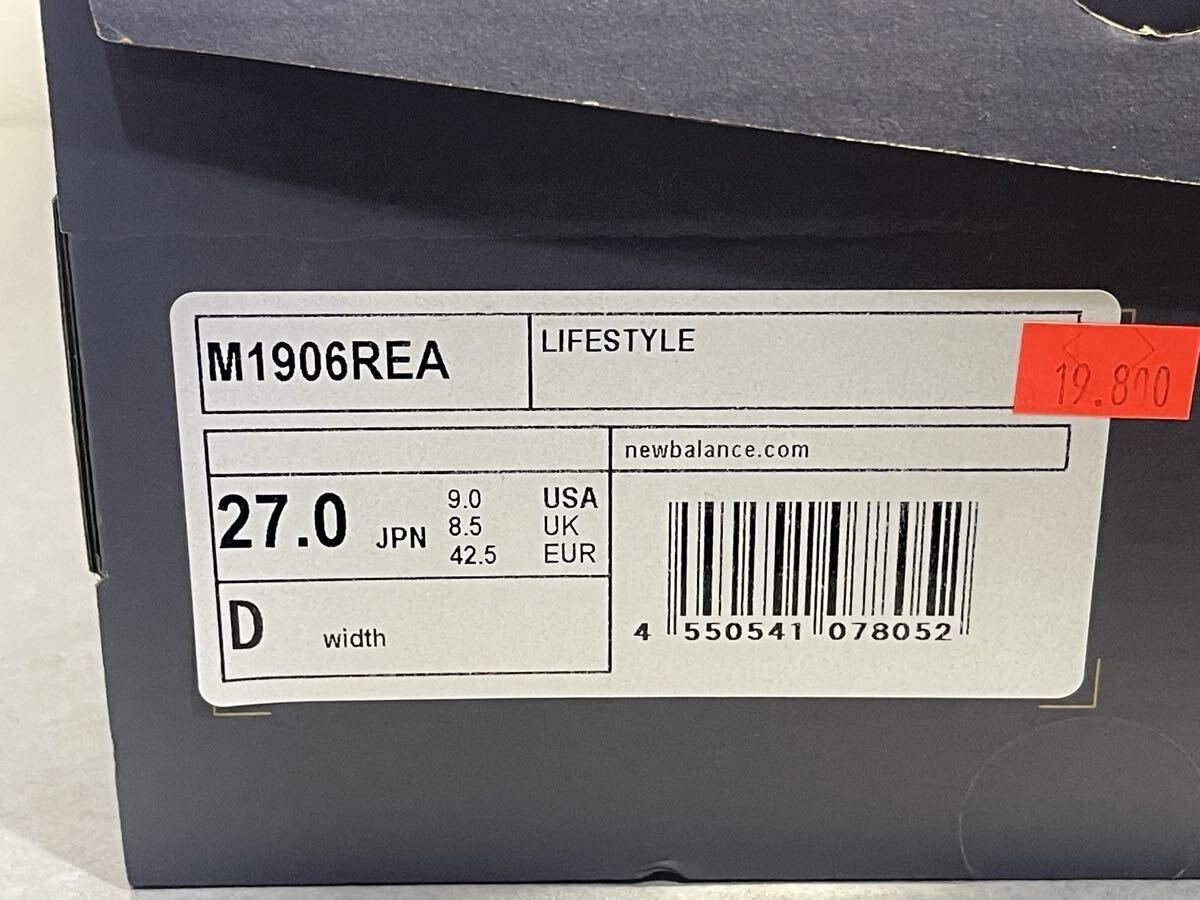 M1906REA
LIFESTYLE
19.800
newbalance.com
27.0 JPN
9.0 USA
8.5 UK
42.5 EUR
D width
4 550541 078052